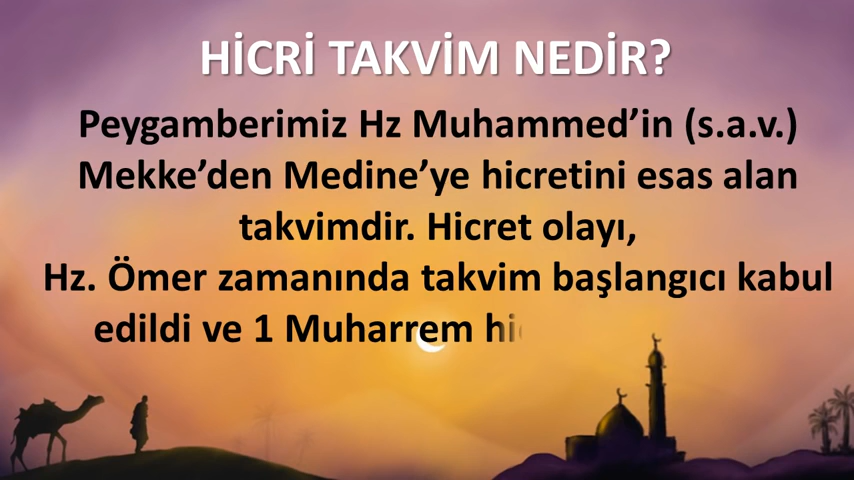 HİCRİ TAKVİM NEDİR?
Peygamberimiz Hz Muhammed’in (s.a.v.)
Mekke’den Medine’ye hicretini esas alan
takvimdir. Hicret olayı,
Hz. Ömer zamanında takvim başlangıcı kabul
edildi ve 1 Muharrem